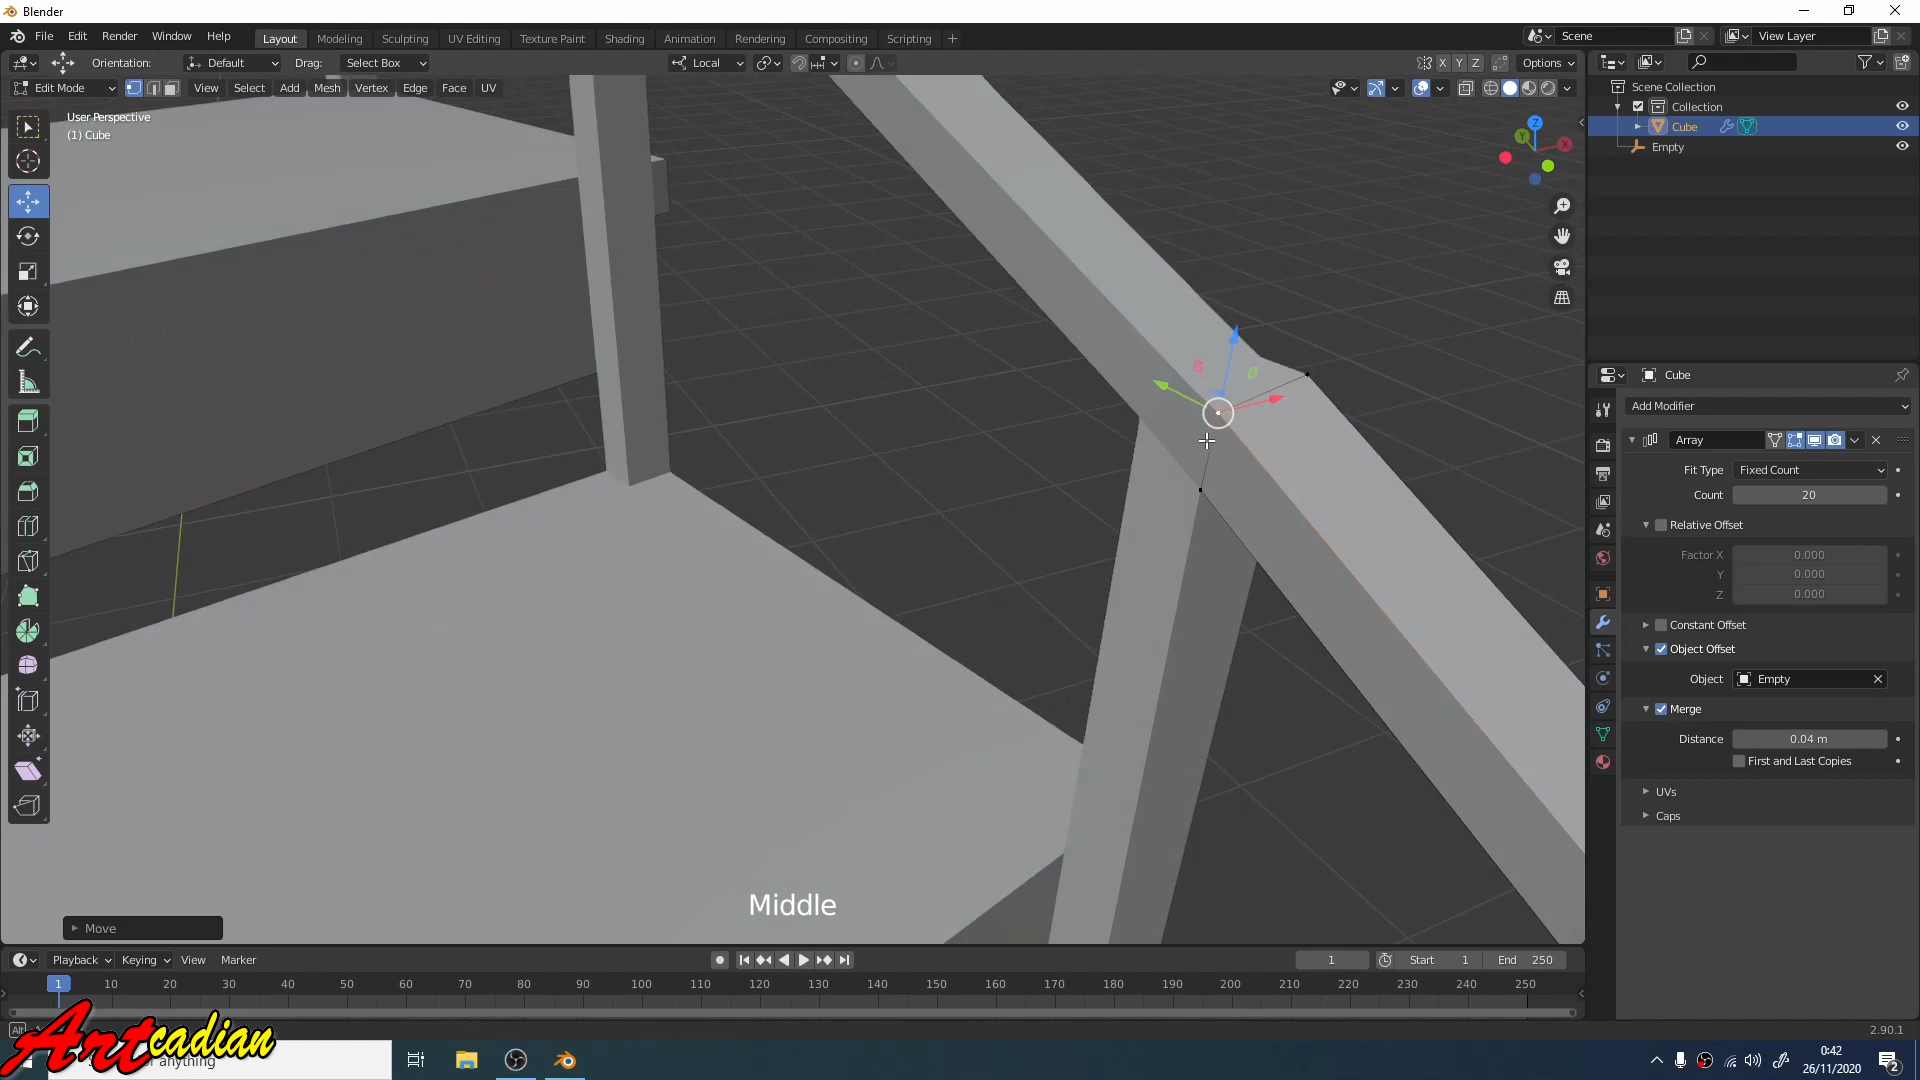 Blender
File Edit Render Window Help
Layout Modeling Sculpting UV Editing Texture Paint Shading Animation Rendering Compositing Scripting
Scene
View Layer
Orientation: Default Drag: Select Box
Local
X Y Z Options
Edit Mode View Select Add Mesh Vertex Edge Face UV
User Perspective
(1) Cube
Scene Collection
Collection
Cube
Empty
Z
Y
X
Cube
Add Modifier
Array
Fit Type Fixed Count
Count 20
Relative Offset
Factor X 0.000
Y 0.000
Z 0.000
Constant Offset
Object Offset
Object Empty
Merge
Distance 0.04 m
First and Last Copies
UVs
Caps
Middle
Move
Playback Keying View Marker
1 Start 1 End 250
1 10 20 30 40 50 60 70 80 90 100 110 120 130 140 150 160 170 180 190 200 210 220 230 240 250
Alt
2.90.1
Artcadian
anything
0:42
26/11/2020
2